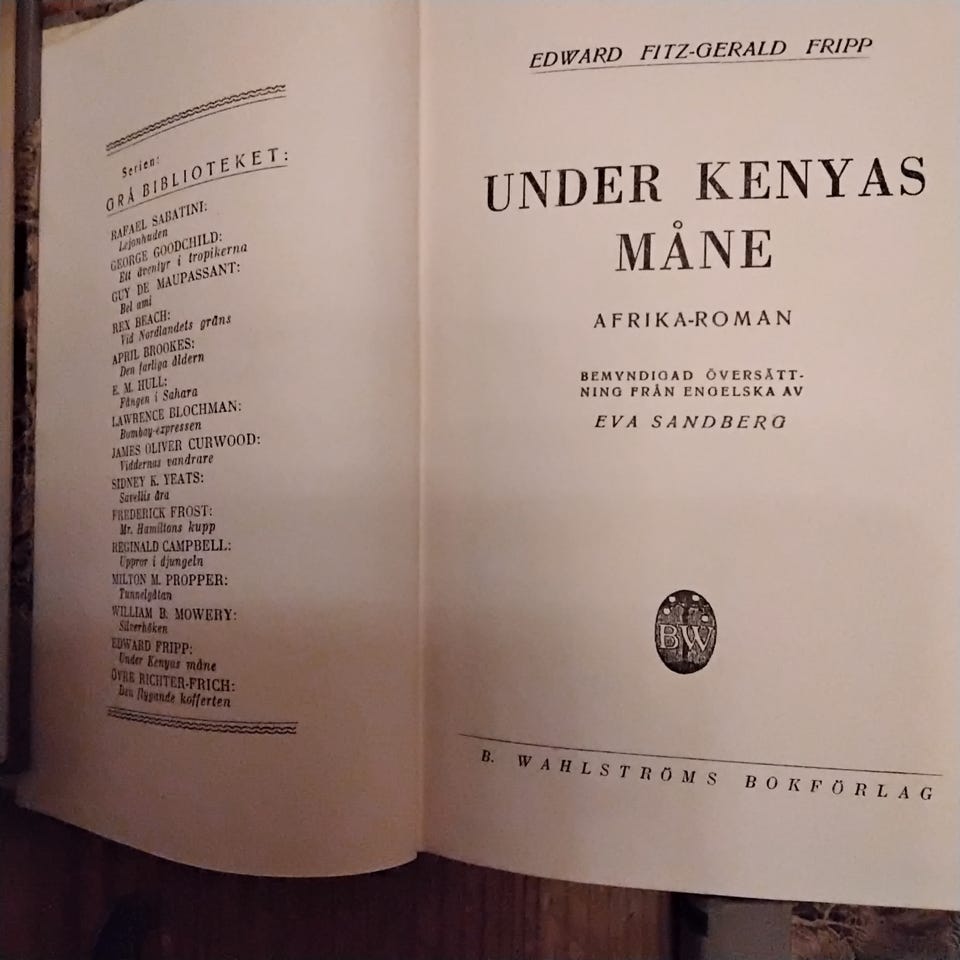 Serien:
GRÅ BIBLIOTEKET:
RAFAEL SABATINI:
Lejonhuden
GEORGE GOODCHILD:
Ett äventyr i tropikerna
GUY DE MAUPASSANT:
Bel ami
REX BEACH:
Vid Nordlandets gräns
APRIL BROOKES:
Den farliga åldern
E. M. HULL:
Fången i Sahara
LAWRENCE BLOCHMAN:
Bombay-expressen
JAMES OLIVER CURWOOD:
Viddernas vandrare
SIDNEY K. YEATS:
Savellis ära
FREDERICK FROST:
Mr. Hamiltons kupp
REGINALD CAMPBELL:
Uppror i djungeln
MILTON M. PROPPER:
Tunnelgåtan
WILLIAM B. MOWERY:
Silverhöken
EDWARD FRIPP:
Under Kenyas måne
ÖVRE RICHTER-FRICH:
Den flygande kofferten
EDWARD FITZ-GERALD FRIPP
UNDER KENYAS
MÅNE
AFRIKA-ROMAN
BEMYNDIGAD ÖVERSÄTT-
NING FRÅN ENGELSKA AV
EVA SANDBERG
BW
B. WAHLSTRÖMS BOKFÖRLAG